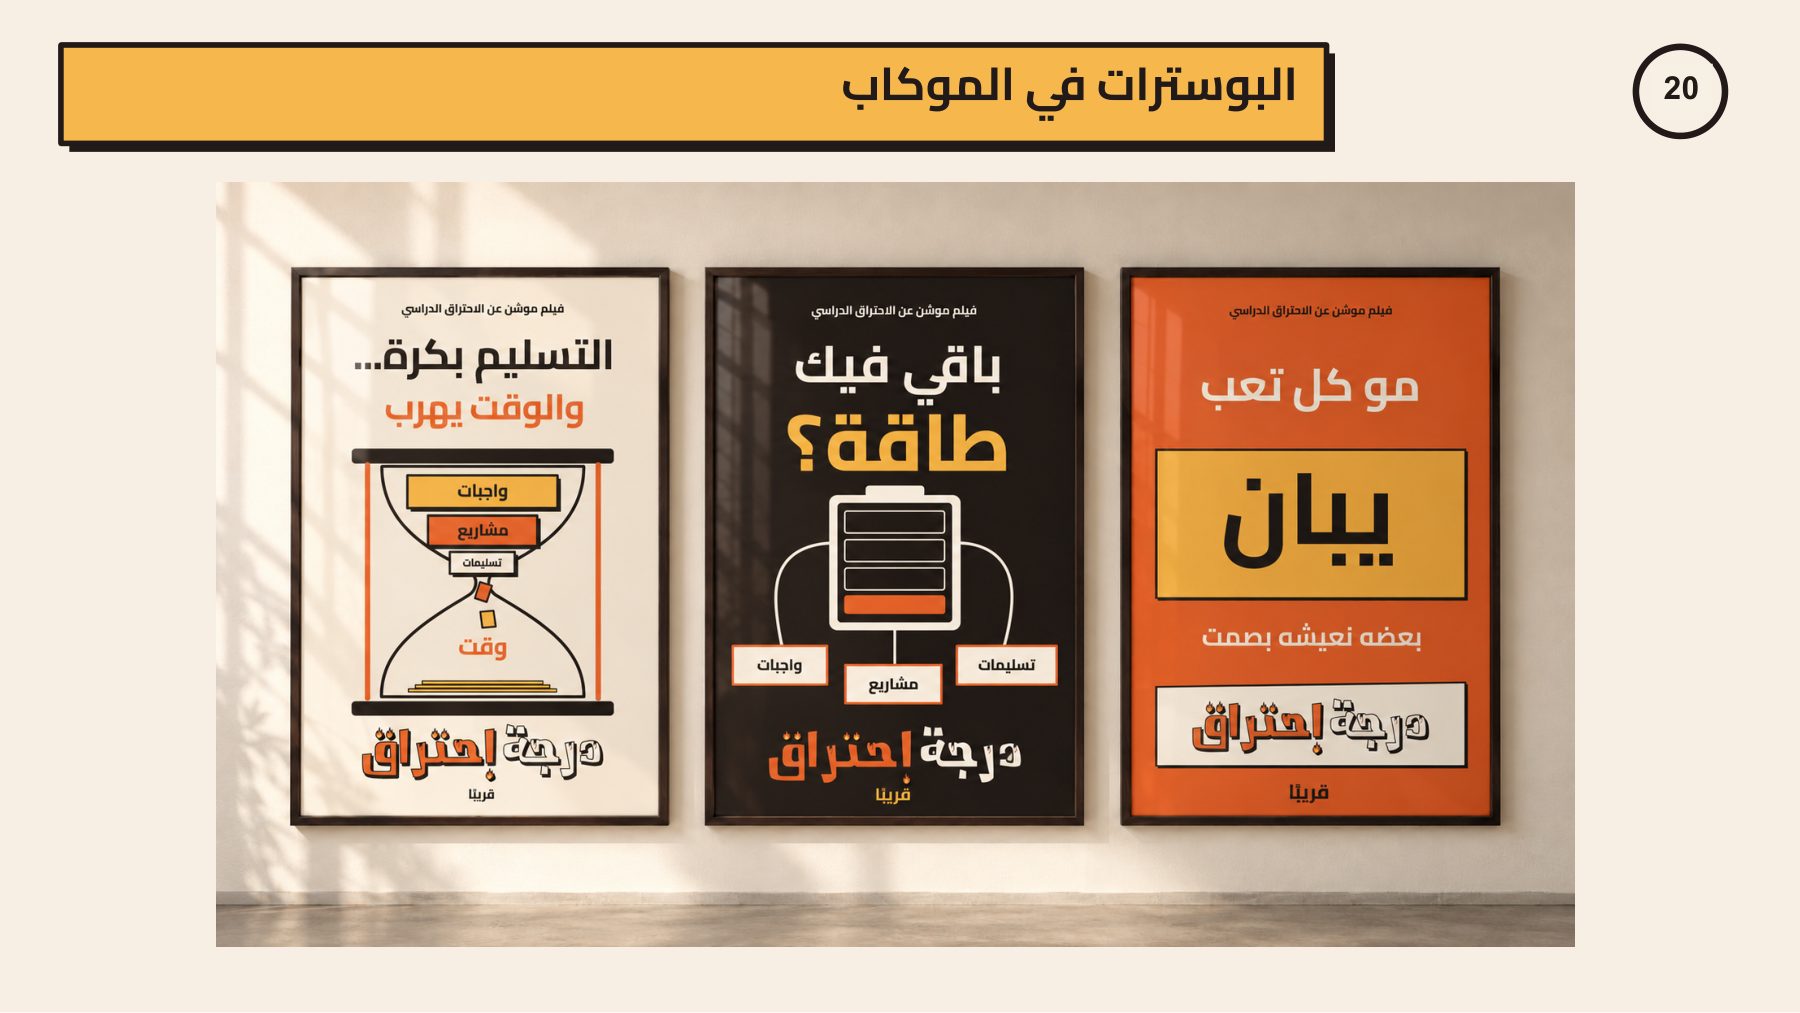 البوسترات في الموكاب
20
فيلم موشن عن الاحتراق الدراسي
مو كل تعب
يبان
بعضه نعيشه بصمت
درجة إحتراق
قريبًا
فيلم موشن عن الاحتراق الدراسي
باقي فيك
طاقة؟
تسليمات
مشاريع
واجبات
درجة إحتراق
قريبًا
فيلم موشن عن الاحتراق الدراسي
التسليم بكرة...
والوقت يهرب
واجبات
مشاريع
تسليمات
وقت
درجة إحتراق
قريبًا